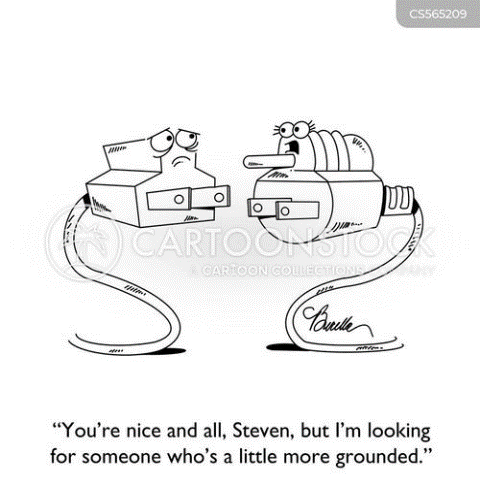 CS565209
CARTOONSTOCK
A CARTOON COLLECTIONS COMPANY
“You’re nice and all, Steven, but I’m looking
for someone who’s a little more grounded.”